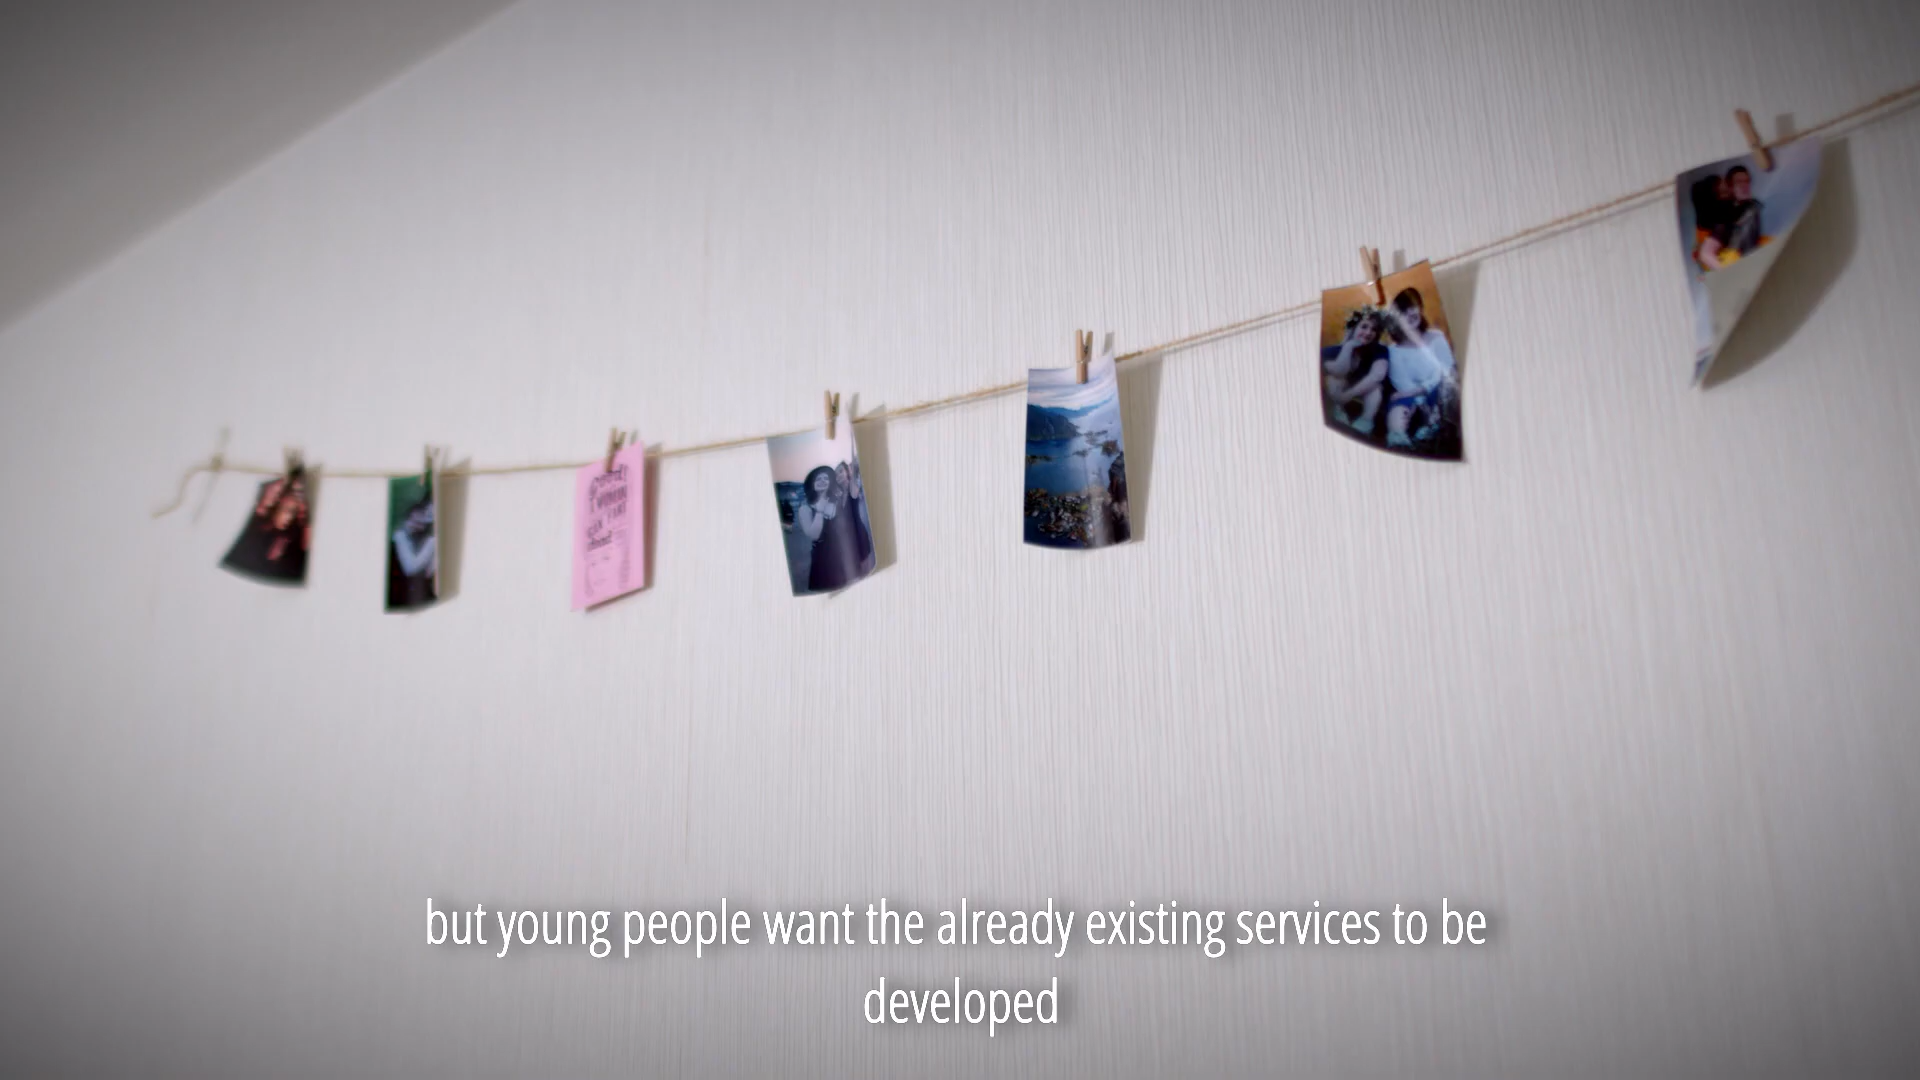 but young people want the already existing services to be
developed